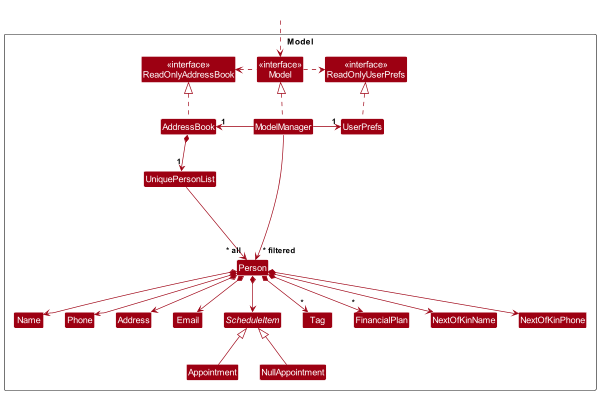 Model
«interface»
ReadOnlyAddressBook
«interface»
Model
«interface»
ReadOnlyUserPrefs
AddressBook
1
ModelManager
1
UserPrefs
1
UniquePersonList
* all
* filtered
Person
*
*
Name
Phone
Address
Email
ScheduleItem
Tag
FinancialPlan
NextOfKinName
NextOfKinPhone
Appointment
NullAppointment